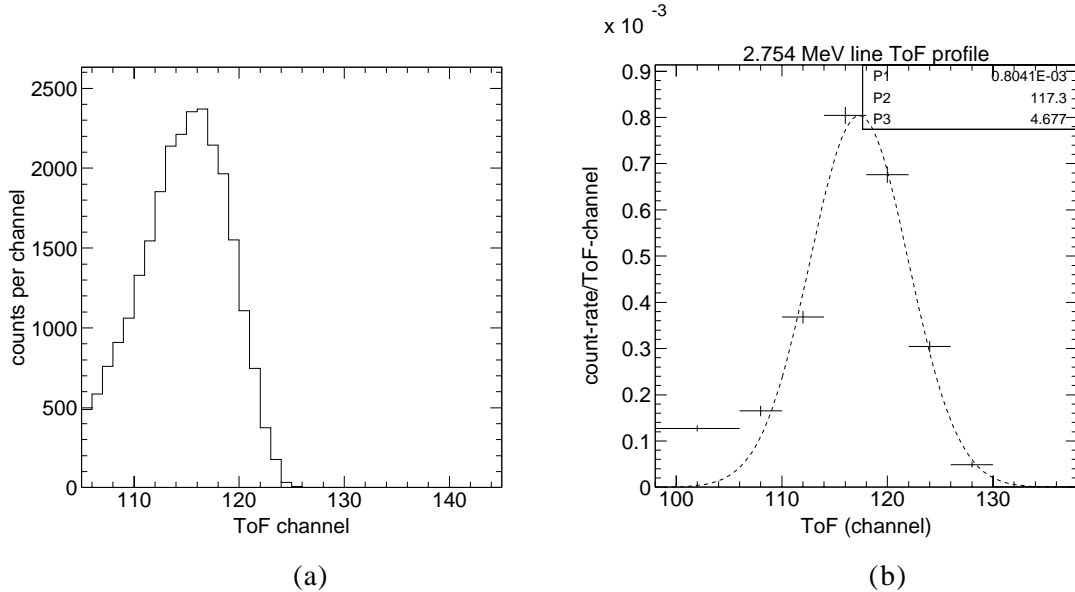 counts per channel
2500
2000
1500
1000
500
0
110
120
130
140
ToF channel
(a)
x 10 -3
2.754 MeV line ToF profile
P1 0.8041E-03
P2 117.3
P3 4.677
count-rate/ToF-channel
0.9
0.8
0.7
0.6
0.5
0.4
0.3
0.2
0.1
0
100
110
120
130
ToF (channel)
(b)